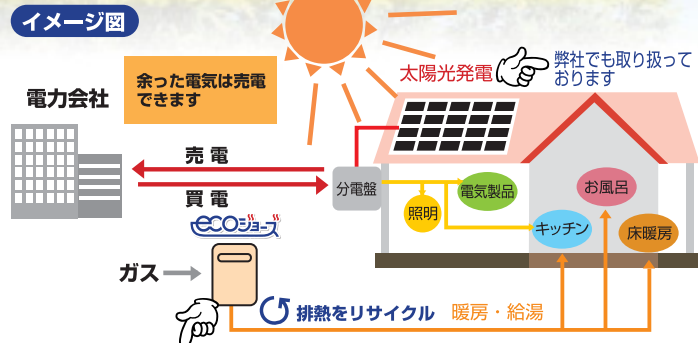 イメージ図
余った電気は売電
できます
電力会社
太陽光発電
弊社でも取り扱って
おります
売電
買電
分電盤
電気製品
照明
お風呂
キッチン
床暖房
ecoジョーズ
ガス
排熱をリサイクル
暖房・給湯